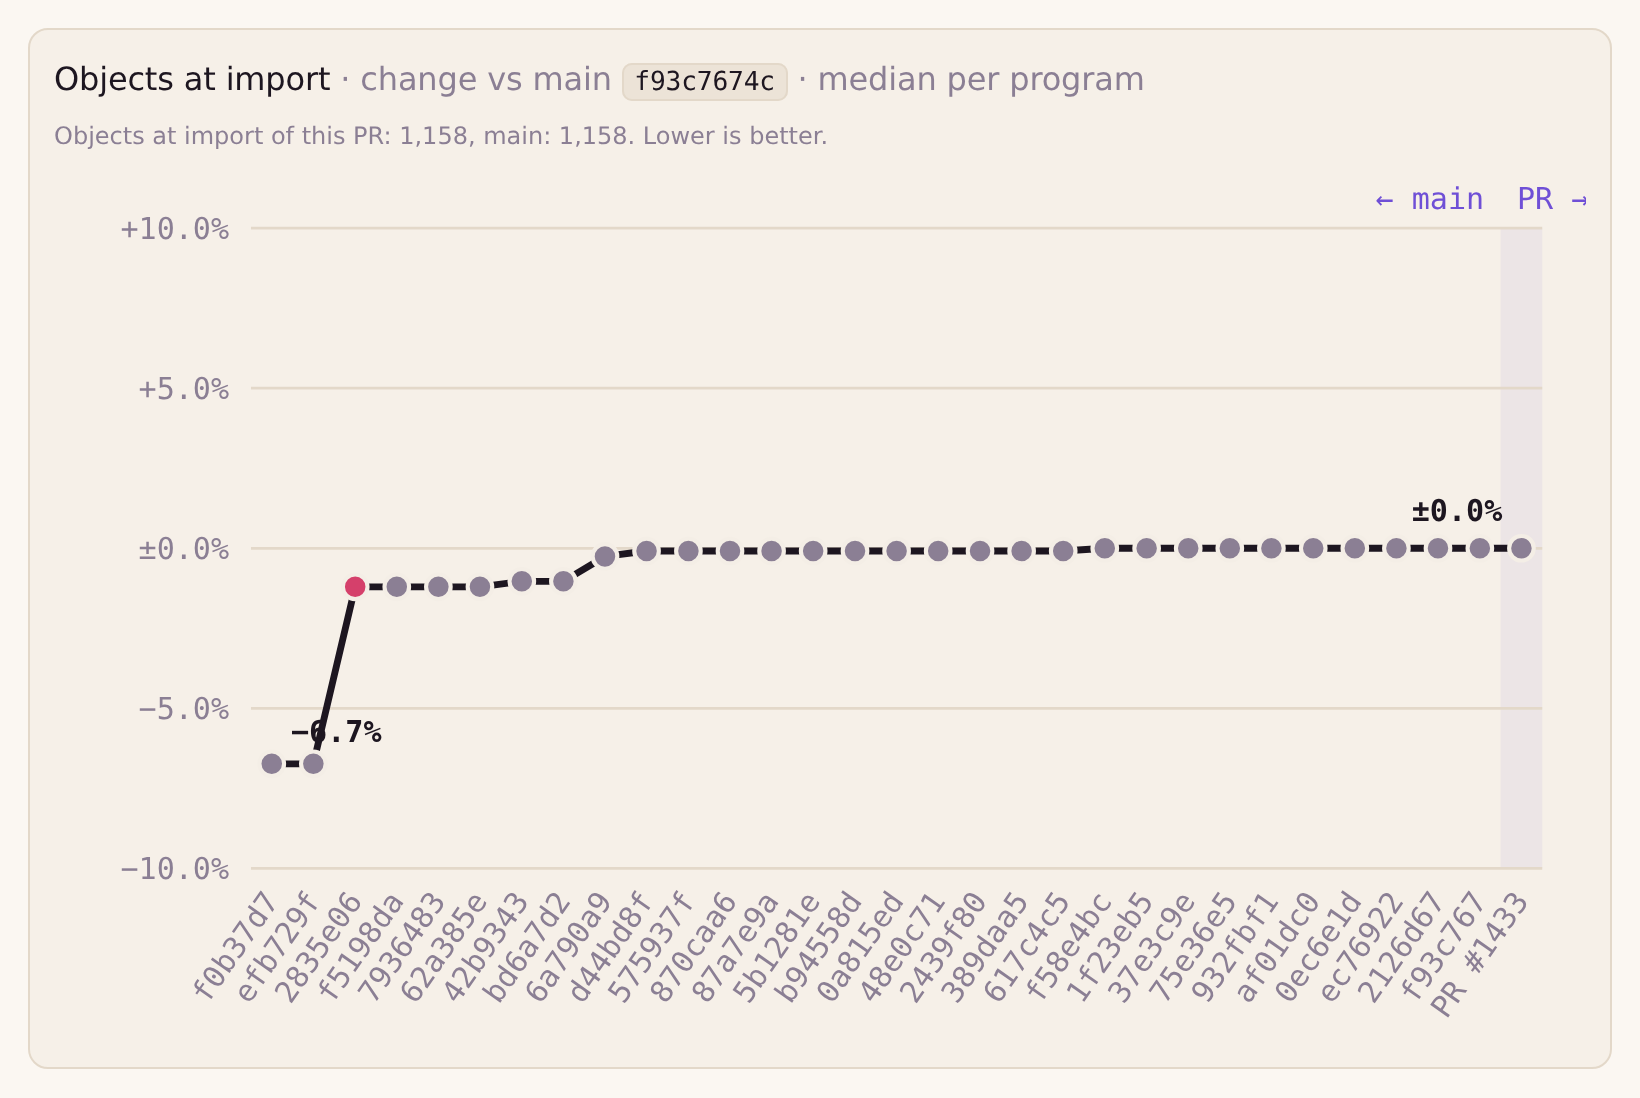 Objects at import · change vs main f93c7674c · median per program
Objects at import of this PR: 1,158, main: 1,158. Lower is better.
← main PR →
+10.0%
+5.0%
±0.0%
±0.0%
−5.0%
−6.7%
−10.0%
f0b37d7
efb729f
2835e06
f5198da
7936483
62a385e
42b9343
bd6a7d2
6a790a9
d44bd8f
575937f
870caa6
87a7e9a
5b1281e
b94558d
0a815ed
48e0c71
2439f80
389daa5
617c4c5
f58e4bc
1f23eb5
37e3c9e
75e36e5
932fbf1
af01dc0
0ec6e1d
ec76922
2126d67
f93c767
PR #1433